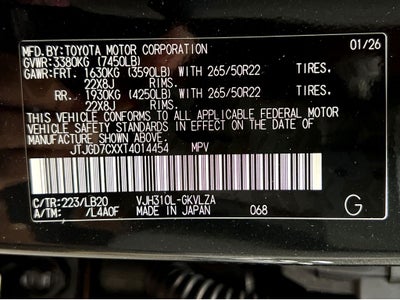 MFD.BY:TOYOTA MOTOR CORPORATION 01/26
GVWR:3380KG (7450LB)
GAWR:FRT. 1630KG (3590LB) WITH 265/50R22 TIRES.
22X8J RIMS.
RR. 1930KG (4250LB) WITH 265/50R22 TIRES.
22X8J RIMS.
THIS VEHICLE CONFORMS TO ALL APPLICABLE FEDERAL MOTOR
VEHICLE SAFETY STANDARDS IN EFFECT ON THE DATE OF
MANUFACTURE SHOWN ABOVE.
JTJGD7CXXT4014454 MPV
C/TR:223/LB20 VJH310L-GKVLZA
A/TM: /L4A0F MADE IN JAPAN 068 G